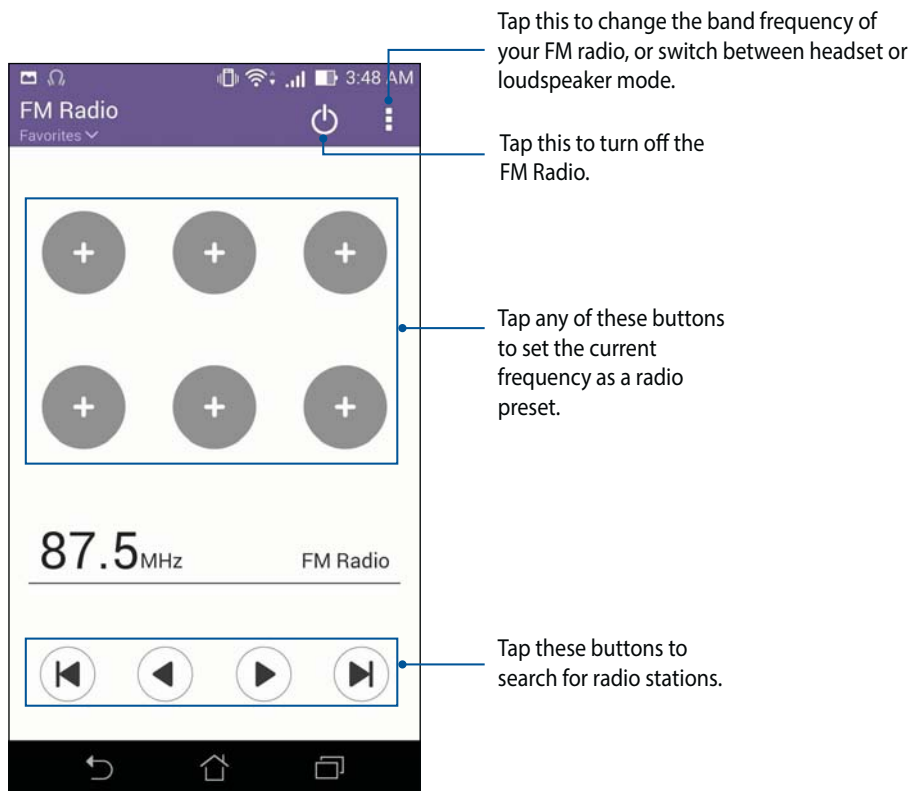 Tap this to change the band frequency of
your FM radio, or switch between headset or
loudspeaker mode.
3:48 AM
FM Radio
Favorites
Tap this to turn off the
FM Radio.
Tap any of these buttons
to set the current
frequency as a radio
preset.
87.5MHz
FM Radio
Tap these buttons to
search for radio stations.